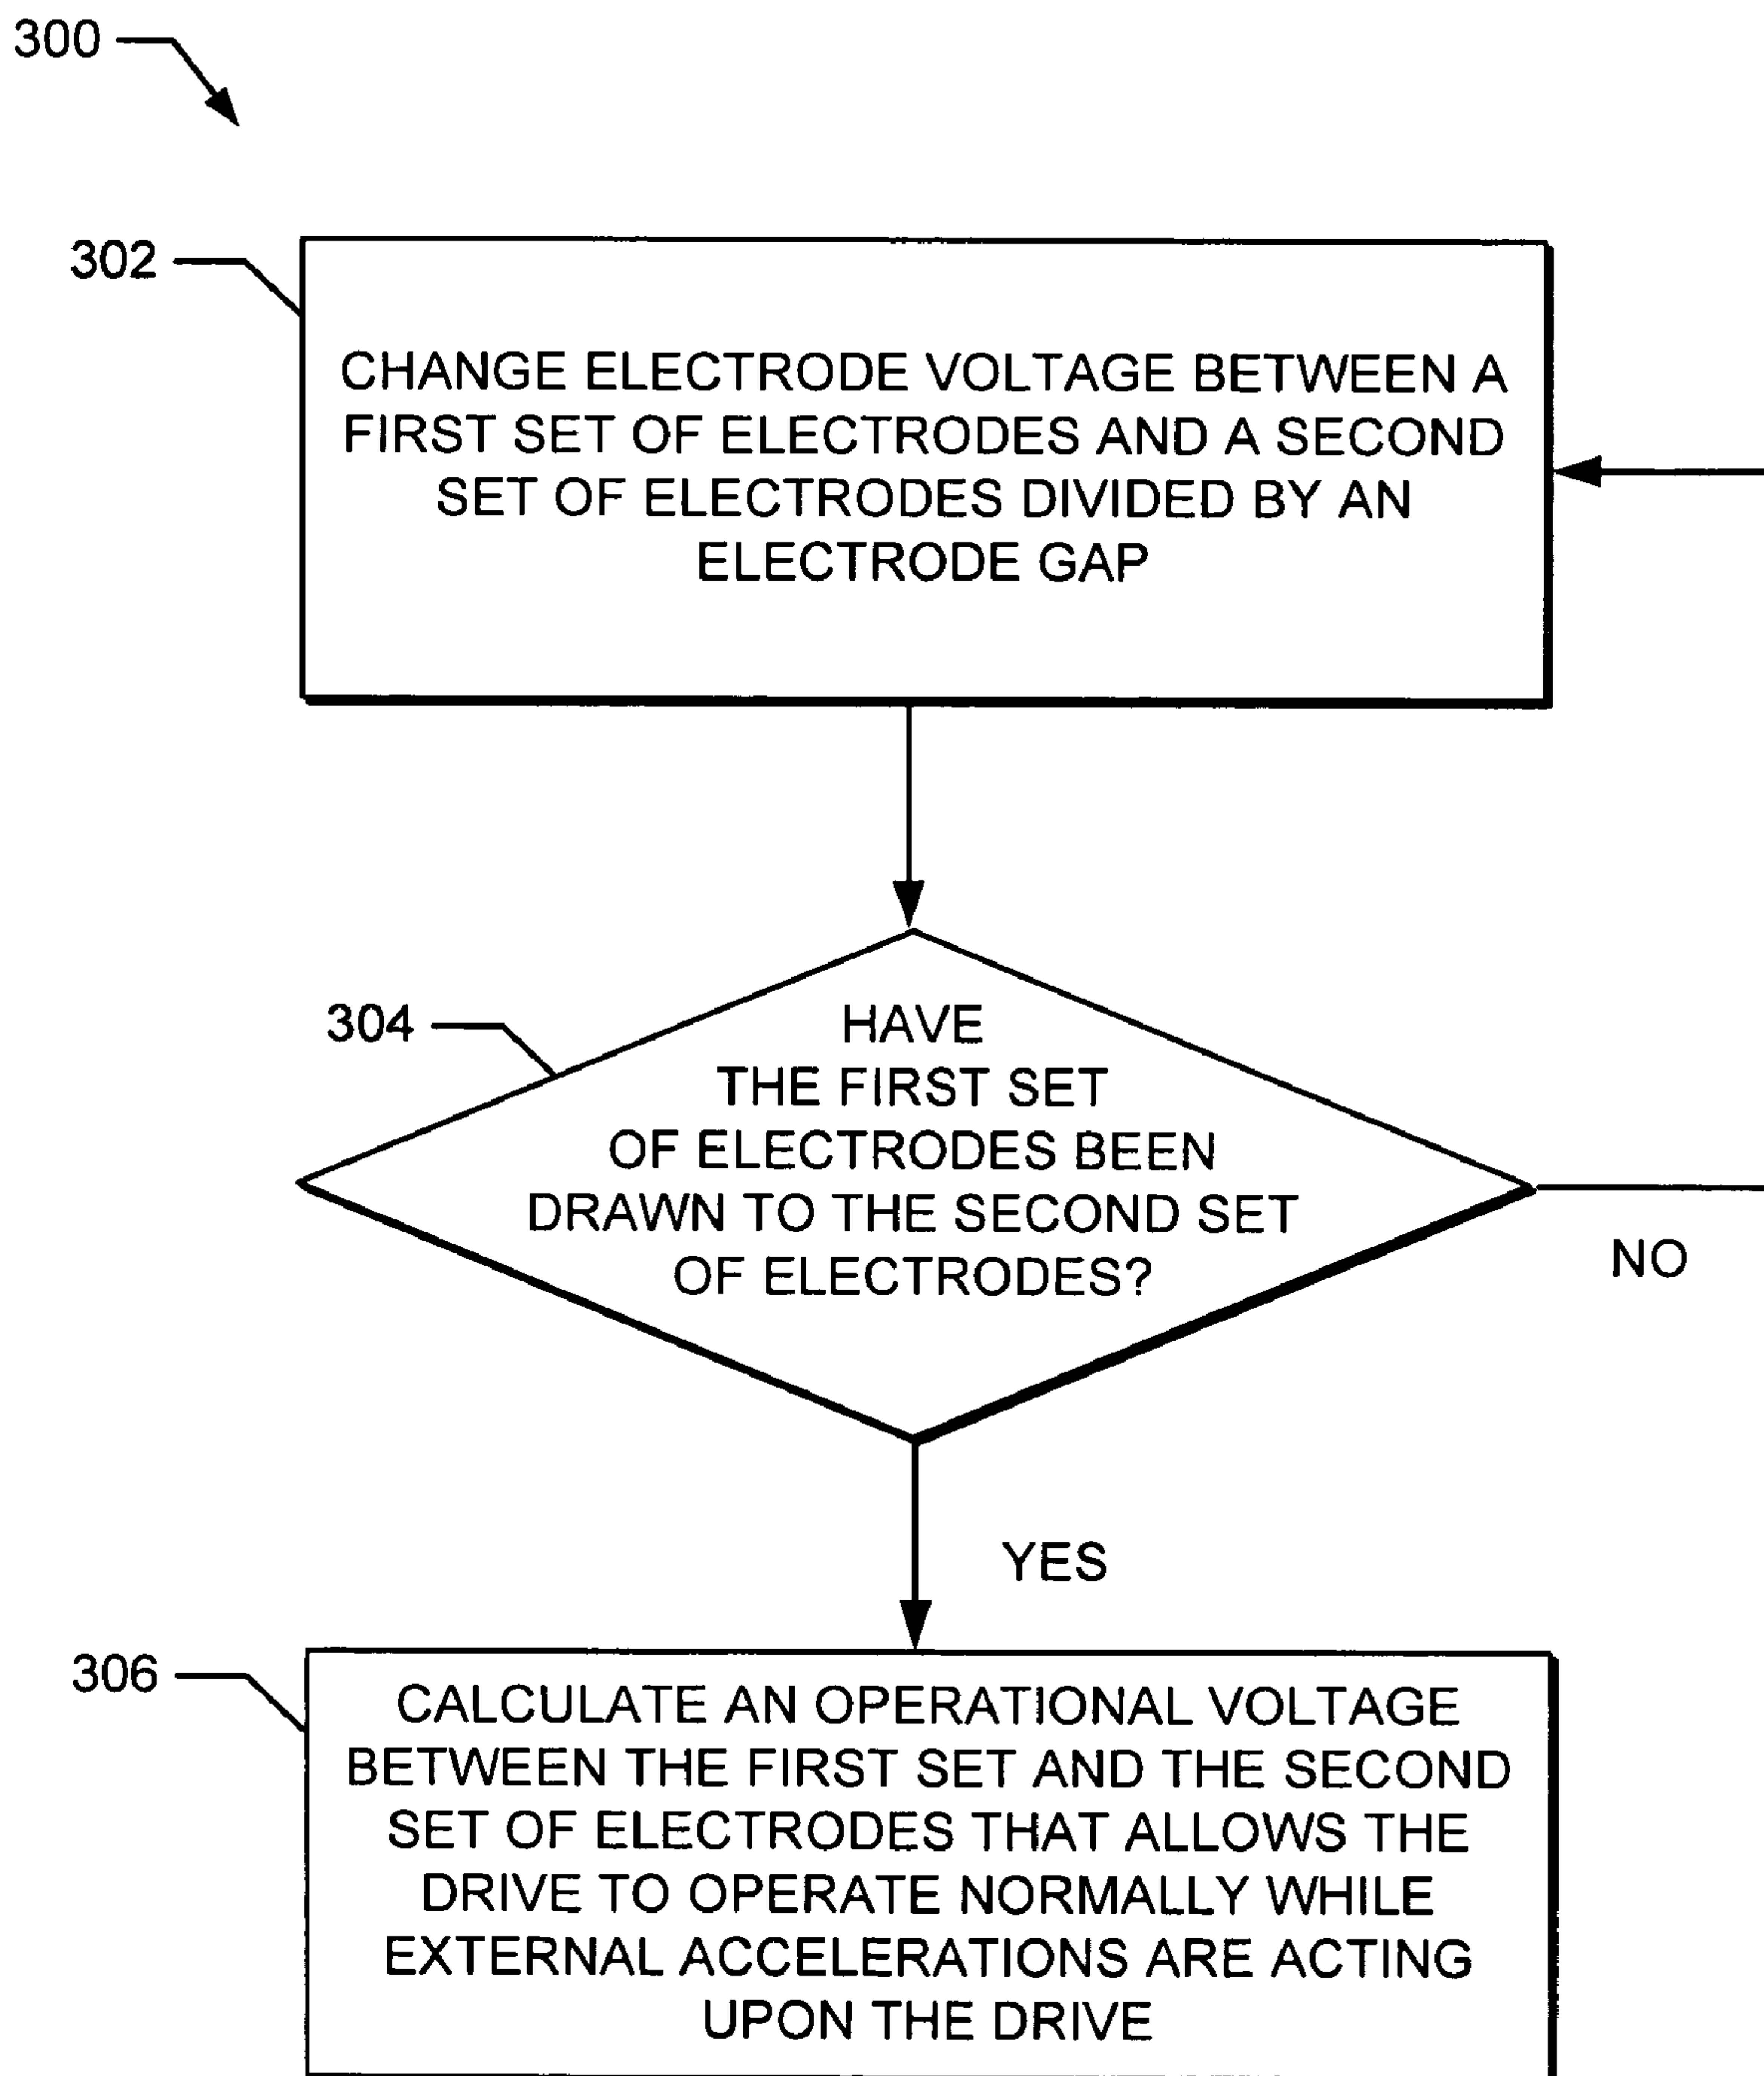 300
302
CHANGE ELECTRODE VOLTAGE BETWEEN A
FIRST SET OF ELECTRODES AND A SECOND
SET OF ELECTRODES DIVIDED BY AN
ELECTRODE GAP
304
HAVE
THE FIRST SET
OF ELECTRODES BEEN
DRAWN TO THE SECOND SET
OF ELECTRODES?
NO
YES
306
CALCULATE AN OPERATIONAL VOLTAGE
BETWEEN THE FIRST SET AND THE SECOND
SET OF ELECTRODES THAT ALLOWS THE
DRIVE TO OPERATE NORMALLY WHILE
EXTERNAL ACCELERATIONS ARE ACTING
UPON THE DRIVE